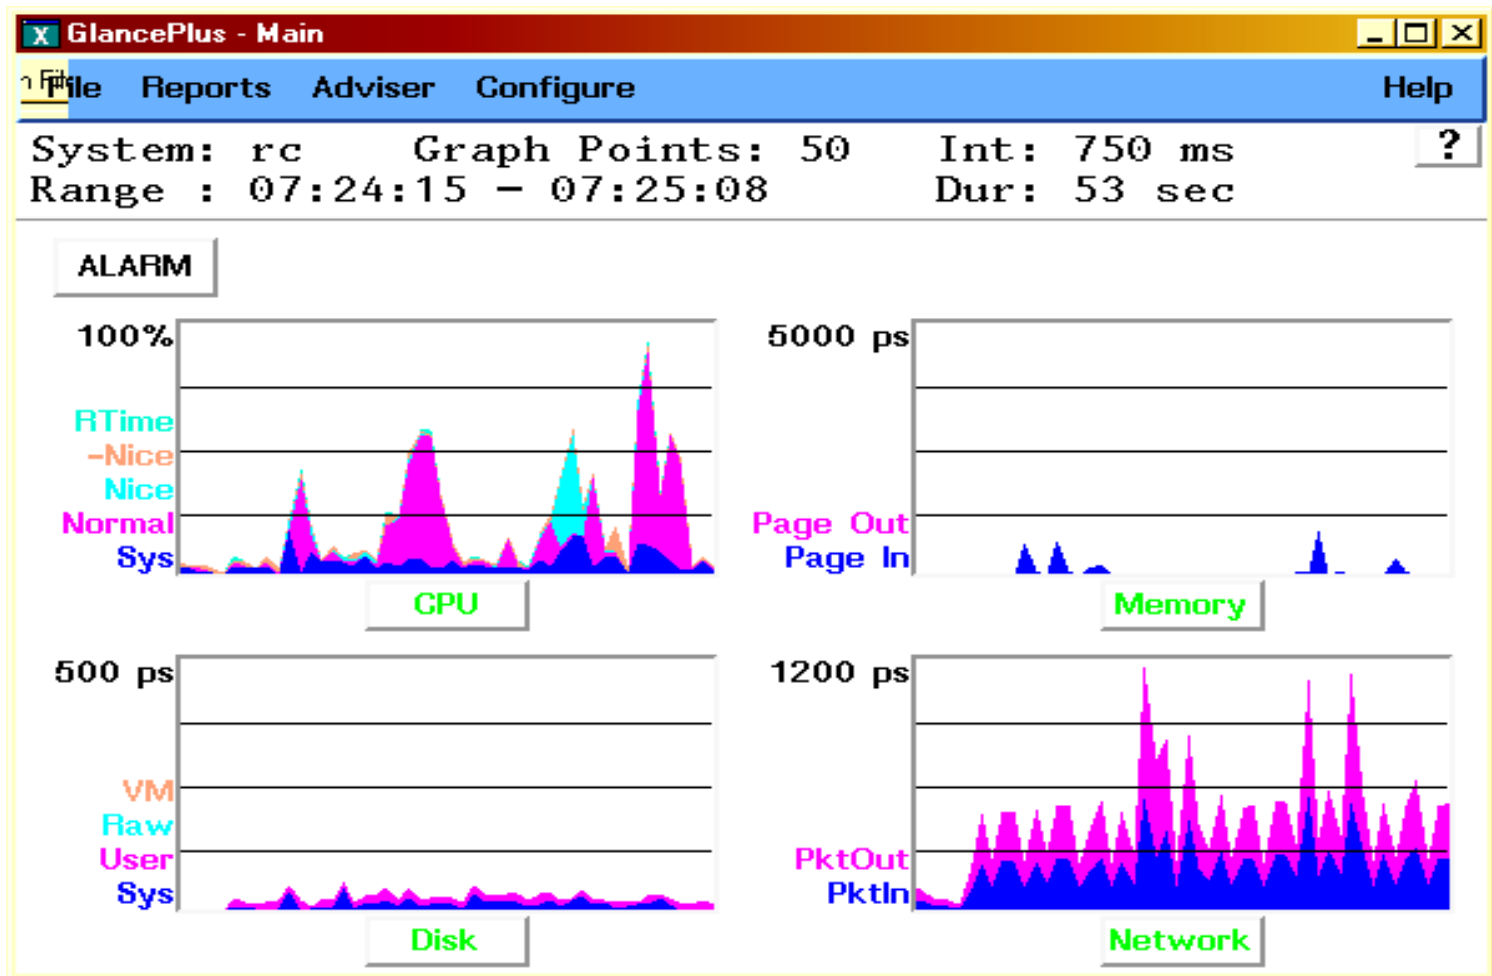 X GlancePlus - Main
File Reports Adviser Configure Help
System: rc Graph Points: 50 Int: 750 ms ?
Range : 07:24:15 – 07:25:08 Dur: 53 sec
ALARM
100%
RTime
-Nice
Nice
Normal
Sys
CPU
5000 ps
Page Out
Page In
Memory
500 ps
VM
Raw
User
Sys
Disk
1200 ps
PktOut
PktIn
Network